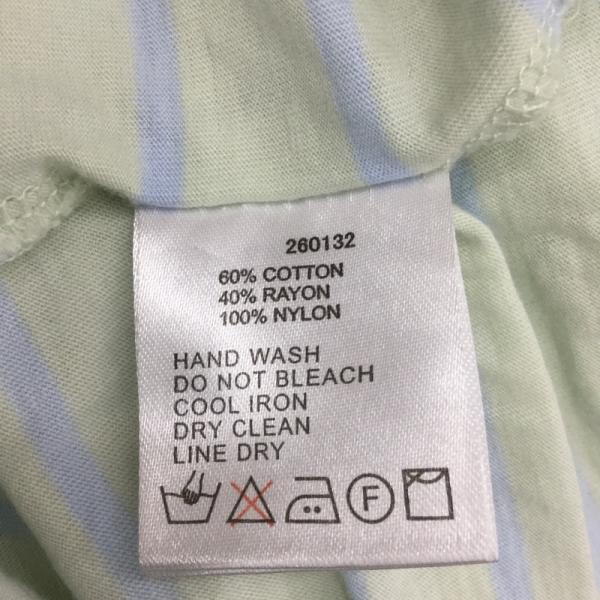 260132
60% COTTON
40% RAYON
100% NYLON
HAND WASH
DO NOT BLEACH
COOL IRON
DRY CLEAN
LINE DRY
F